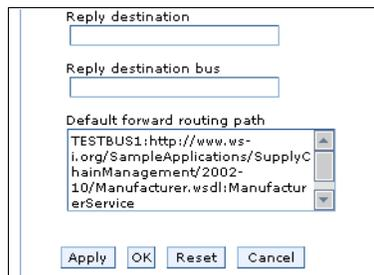 Reply destination
Reply destination bus
Default forward routing path
TESTBUS1:http://www.ws-
i.org/SampleApplications/SupplyC
hainManagement/2002-
10/Manufacturer.wsdl:Manufactur
erService
Apply OK Reset Cancel